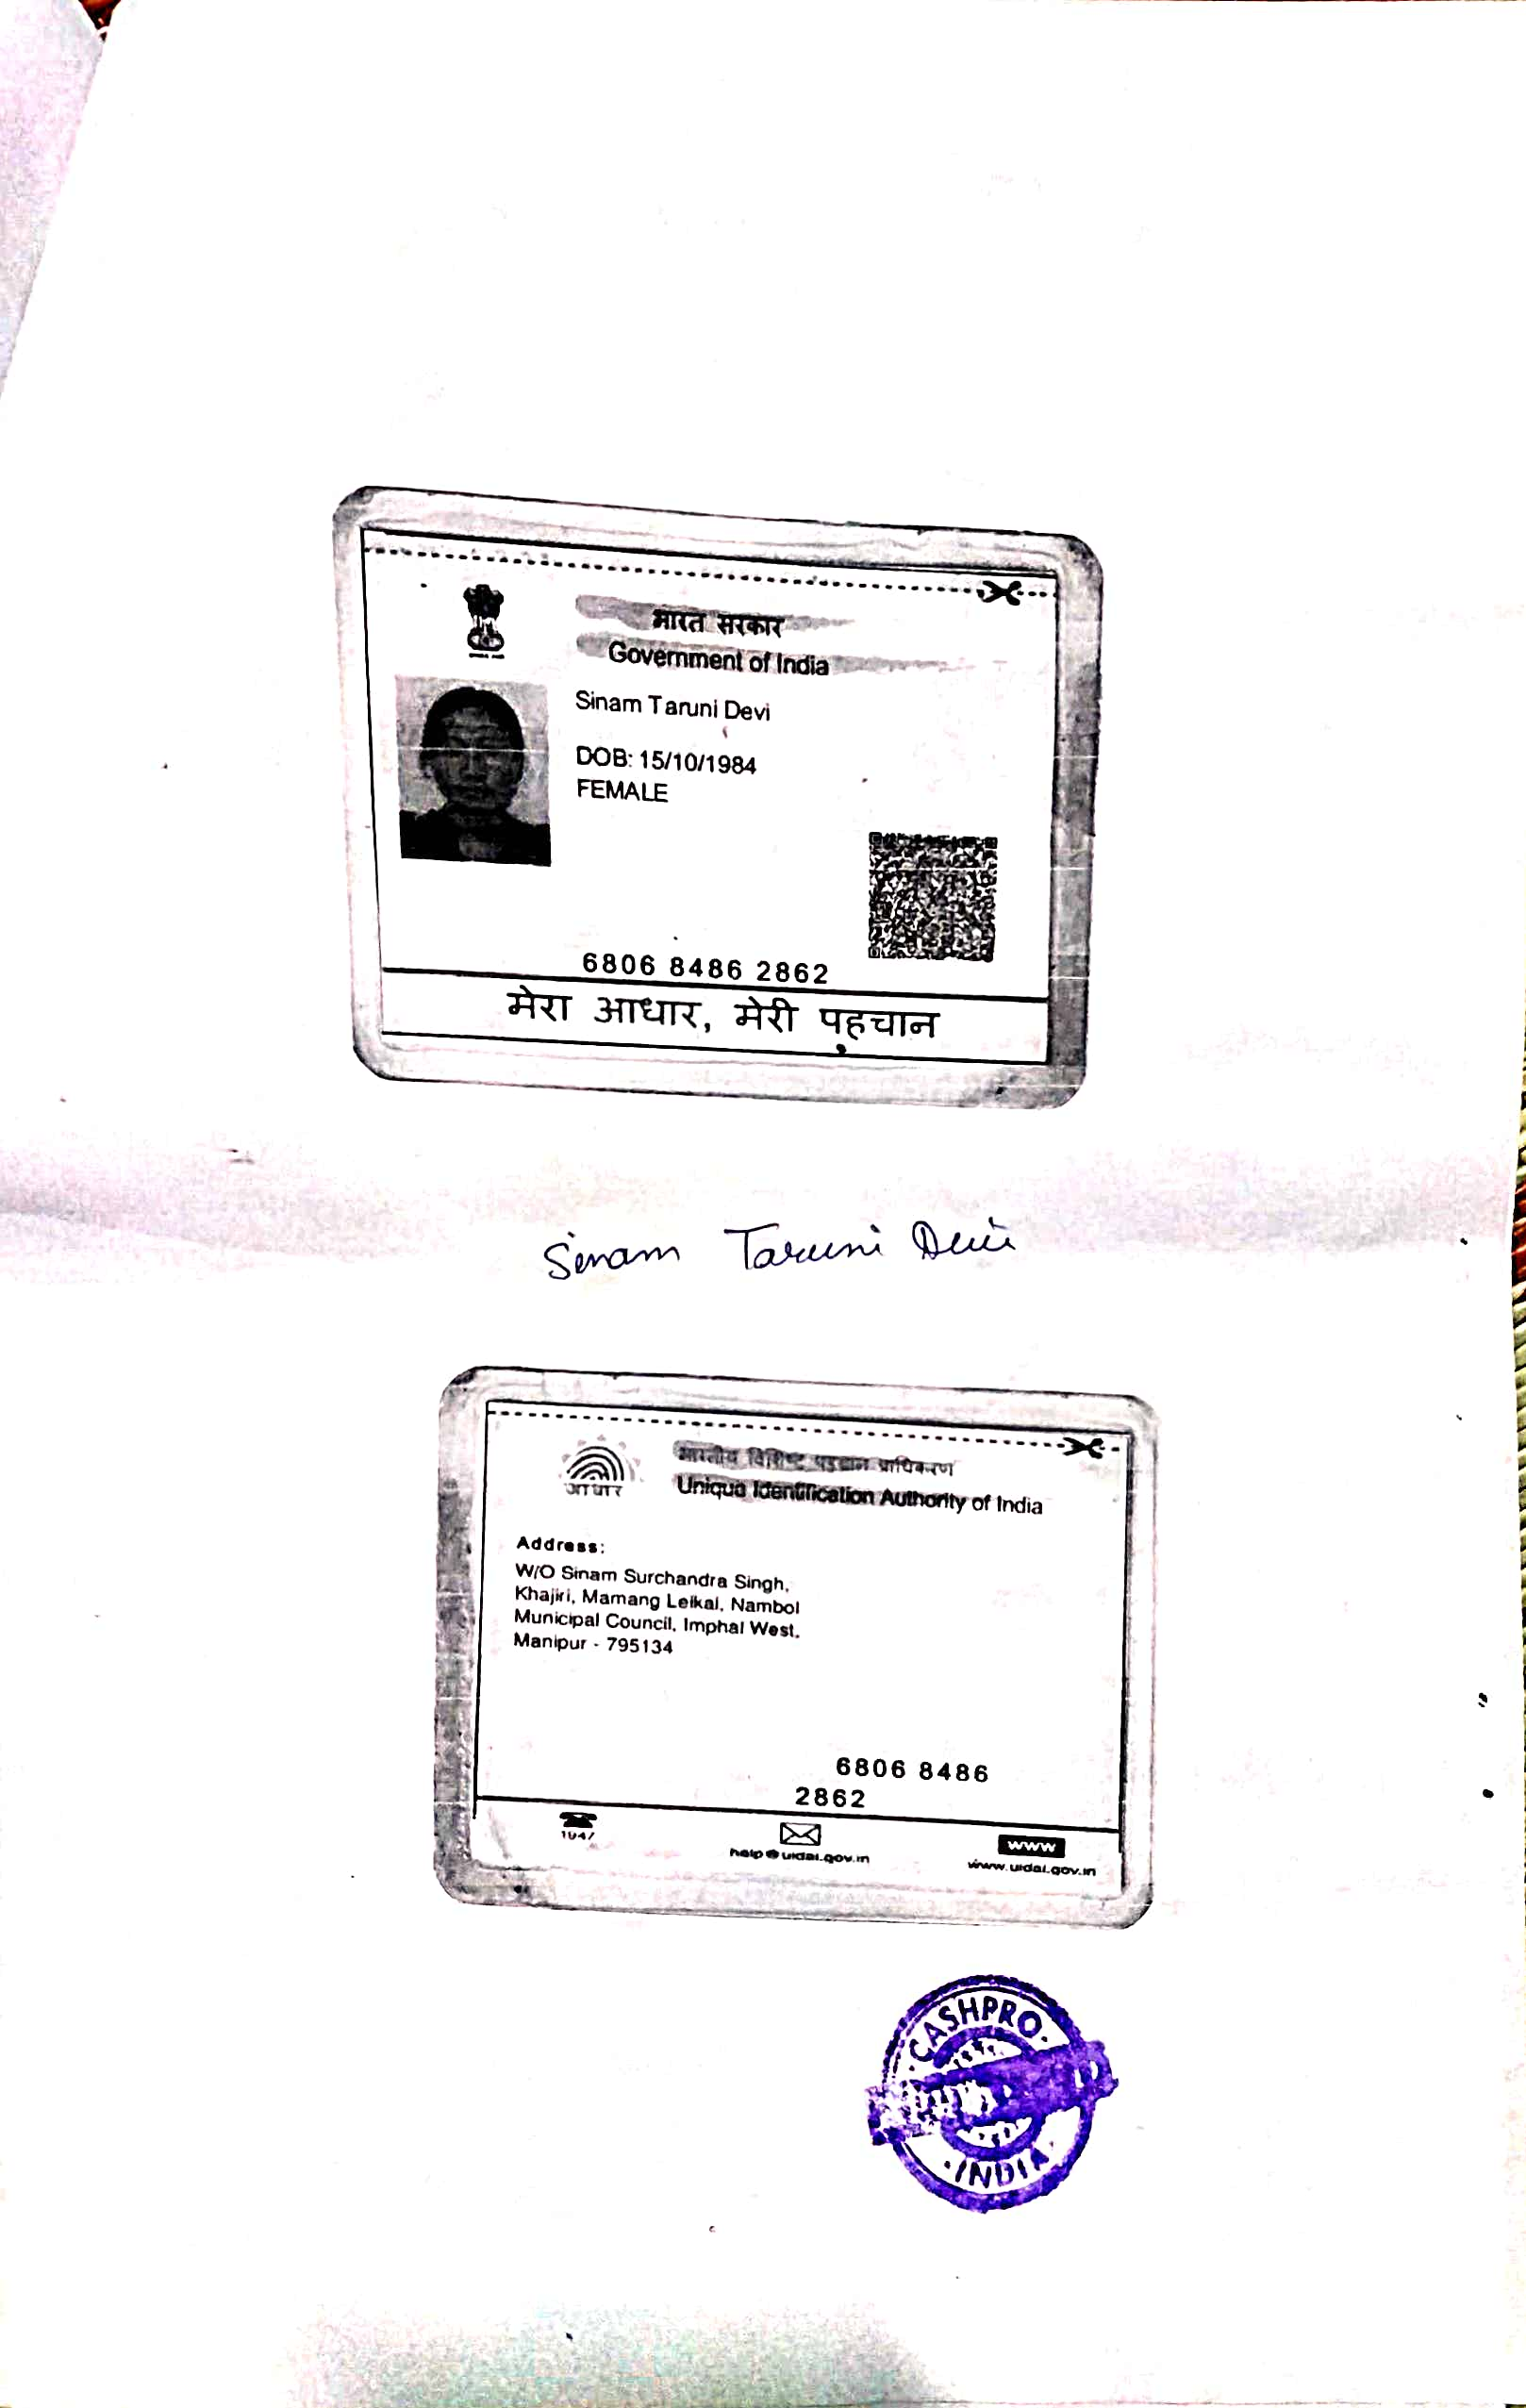 भारत सरकार
Government of India
Sinam Taruni Devi
DOB: 15/10/1984
FEMALE
6806 8486 2862
मेरा आधार, मेरी पहचान
Sinam Taruni Devi
आधार
भारतीय विशिष्ट पहचान प्राधिकरण
Unique Identification Authority of India
Address:
W/O Sinam Surchandra Singh,
Khajiri, Mamang Leikai, Nambol
Municipal Council, Imphal West,
Manipur - 795134
6806 8486
2862
1947
help@uidai.gov.in
www
www.uidai.gov.in
CASHPRO
INDIA